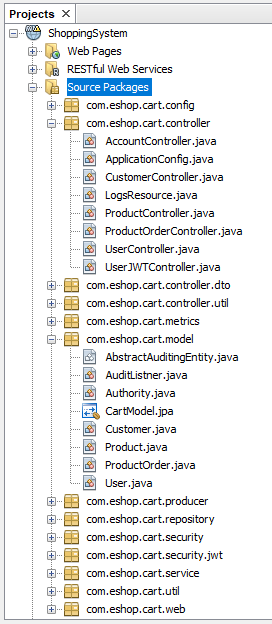 Projects
ShoppingSystem
Web Pages
RESTful Web Services
Source Packages
com.eshop.cart.config
com.eshop.cart.controller
AccountController.java
ApplicationConfig.java
CustomerController.java
LogsResource.java
ProductController.java
ProductOrderController.java
UserController.java
UserJWTController.java
com.eshop.cart.controller.dto
com.eshop.cart.controller.util
com.eshop.cart.metrics
com.eshop.cart.model
AbstractAuditingEntity.java
AuditListner.java
Authority.java
CartModel.jpa
Customer.java
Product.java
ProductOrder.java
User.java
com.eshop.cart.producer
com.eshop.cart.repository
com.eshop.cart.security
com.eshop.cart.security.jwt
com.eshop.cart.service
com.eshop.cart.util
com.eshop.cart.web